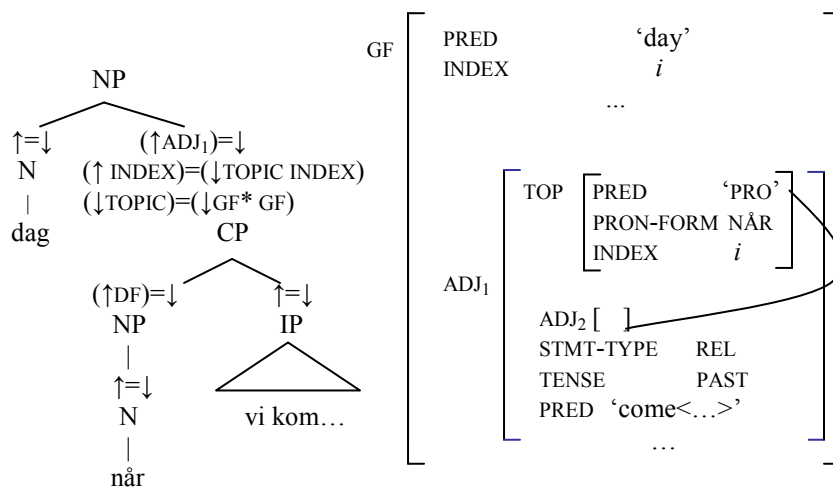 GF PRED ‘day’
INDEX i
...
NP
↑=↓ (↑ADJ₁)=↓
N (↑ INDEX)=(↓TOPIC INDEX)
| (↓TOPIC)=(↓GF* GF)
dag CP
(↑DF)=↓ ↑=↓
NP IP
|
↑=↓
N vi kom…
|
når
TOP PRED ‘PRO’
PRON-FORM NÅR
INDEX i
ADJ₁
ADJ₂ [ ]
STMT-TYPE REL
TENSE PAST
PRED ‘come<…>’
…